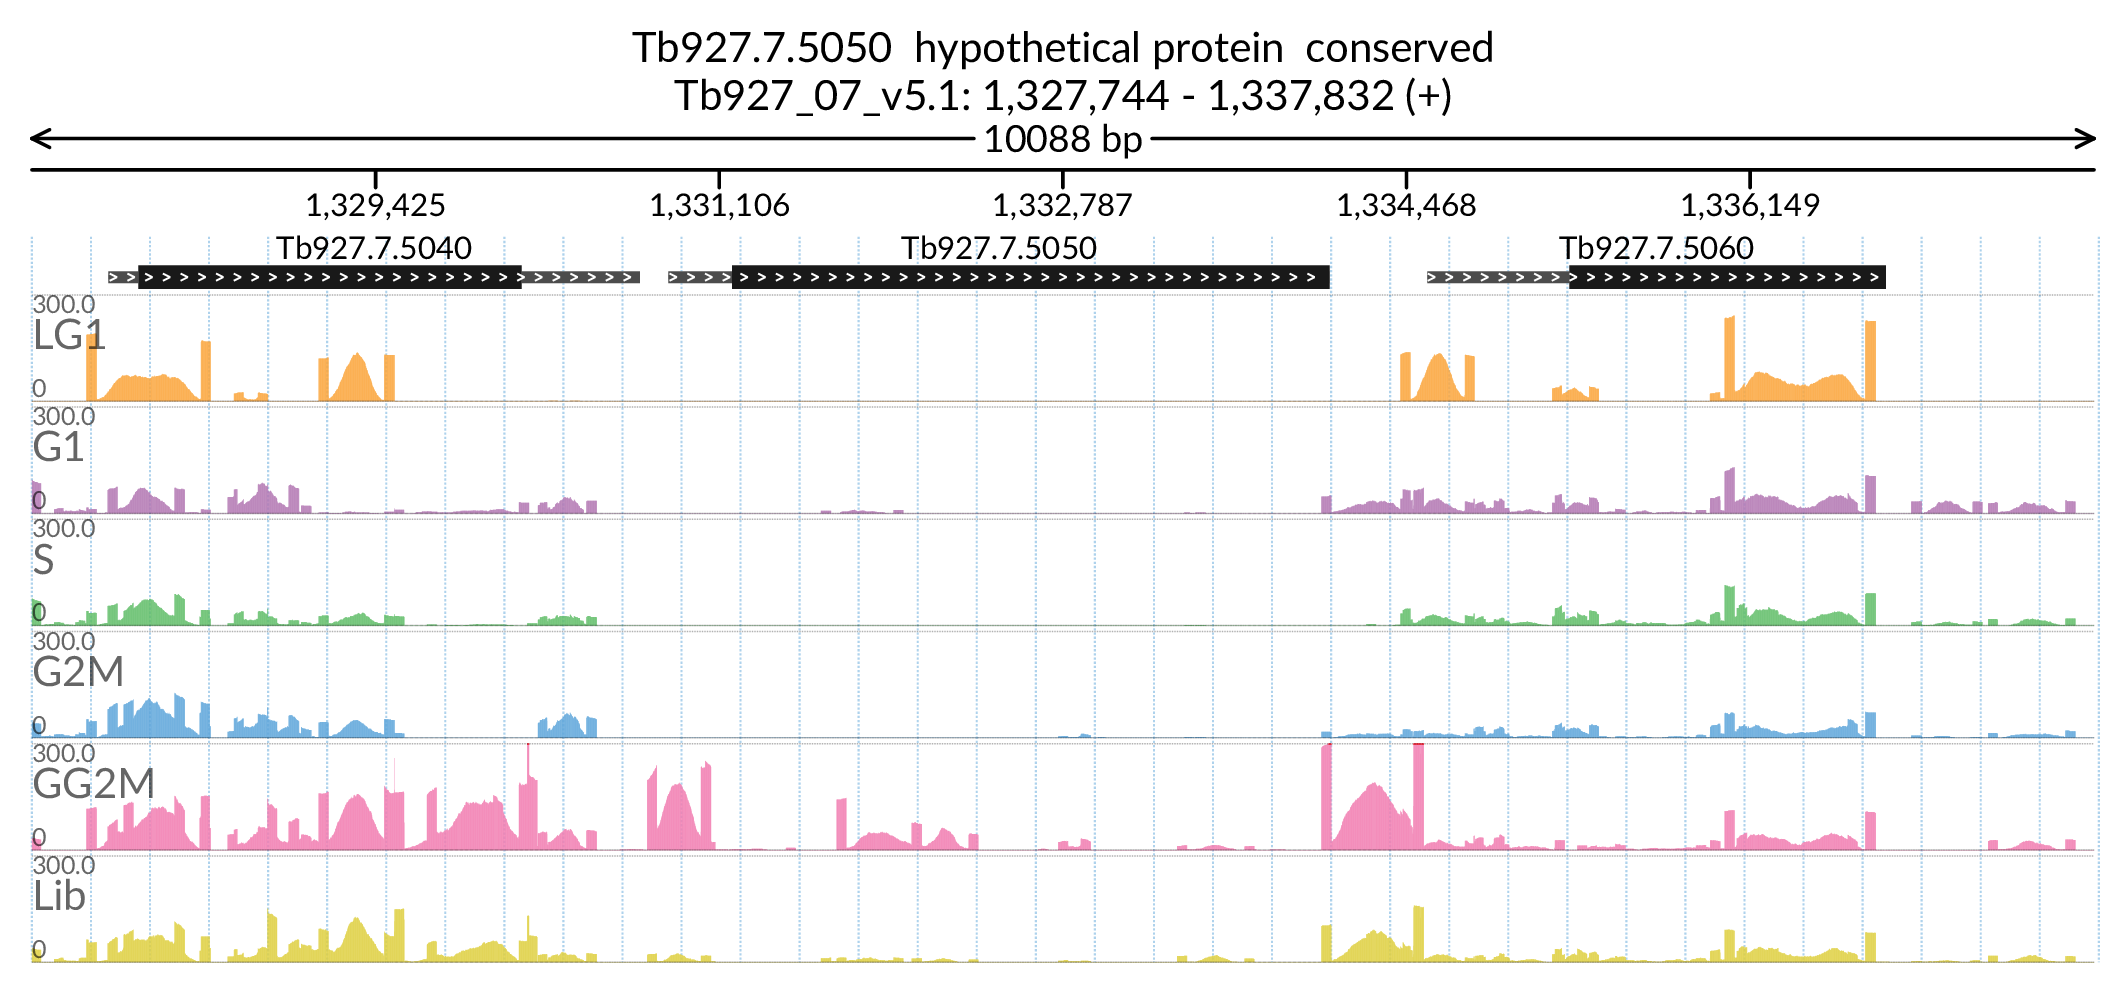 Tb927.7.5050 hypothetical protein conserved
Tb927_07_v5.1: 1,327,744 - 1,337,832 (+)
10088 bp
1,329,425 1,331,106 1,332,787 1,334,468 1,336,149
Tb927.7.5040 Tb927.7.5050 Tb927.7.5060
300.0
LG1
0
300.0
G1
0
300.0
S
0
300.0
G2M
0
300.0
GG2M
0
300.0
Lib
0